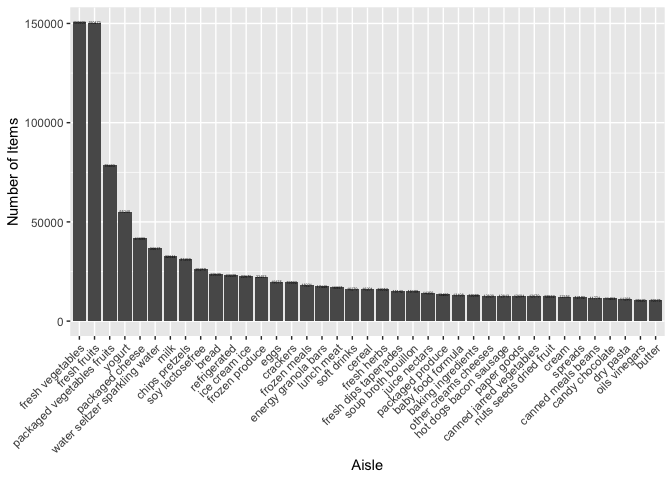 150000
100000
50000
0
Number of Items
fresh vegetables
fresh fruits
packaged vegetables fruits
yogurt
packaged cheese
water seltzer sparkling water
milk
chips pretzels
soy lactosefree
bread
refrigerated
ice cream ice
frozen produce
eggs
crackers
frozen meals
energy granola bars
lunch meat
soft drinks
cereal
fresh herbs
fresh dips tapenades
soup broth bouillon
juice nectars
packaged produce
baby food formula
baking ingredients
other creams cheeses
hot dogs bacon sausage
paper goods
canned jarred vegetables
nuts seeds dried fruit
cream
spreads
canned meals beans
candy chocolate
dry pasta
oils vinegars
butter
Aisle